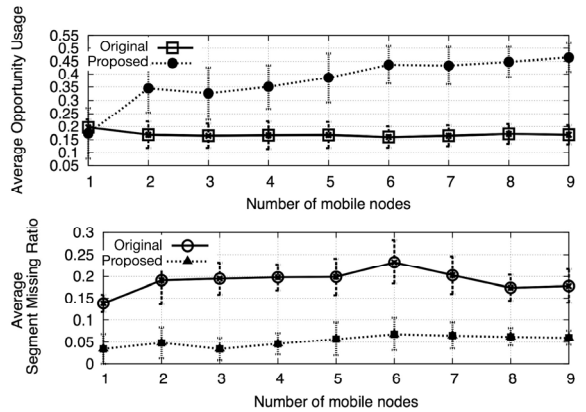 Average Opportunity Usage
0.55
0.5
0.45
0.4
0.35
0.3
0.25
0.2
0.15
0.1
0.05
Original
Proposed
1 2 3 4 5 6 7 8 9
Number of mobile nodes
Average
Segment Missing Ratio
0.3
0.25
0.2
0.15
0.1
0.05
0
Original
Proposed
1 2 3 4 5 6 7 8 9
Number of mobile nodes